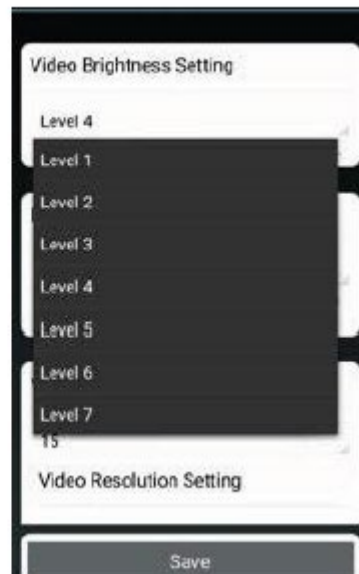 Video Brightness Setting
Level 4
Level 1
Level 2
Level 3
Level 4
Level 5
Level 6
Level 7
15
Video Resolution Setting
Save